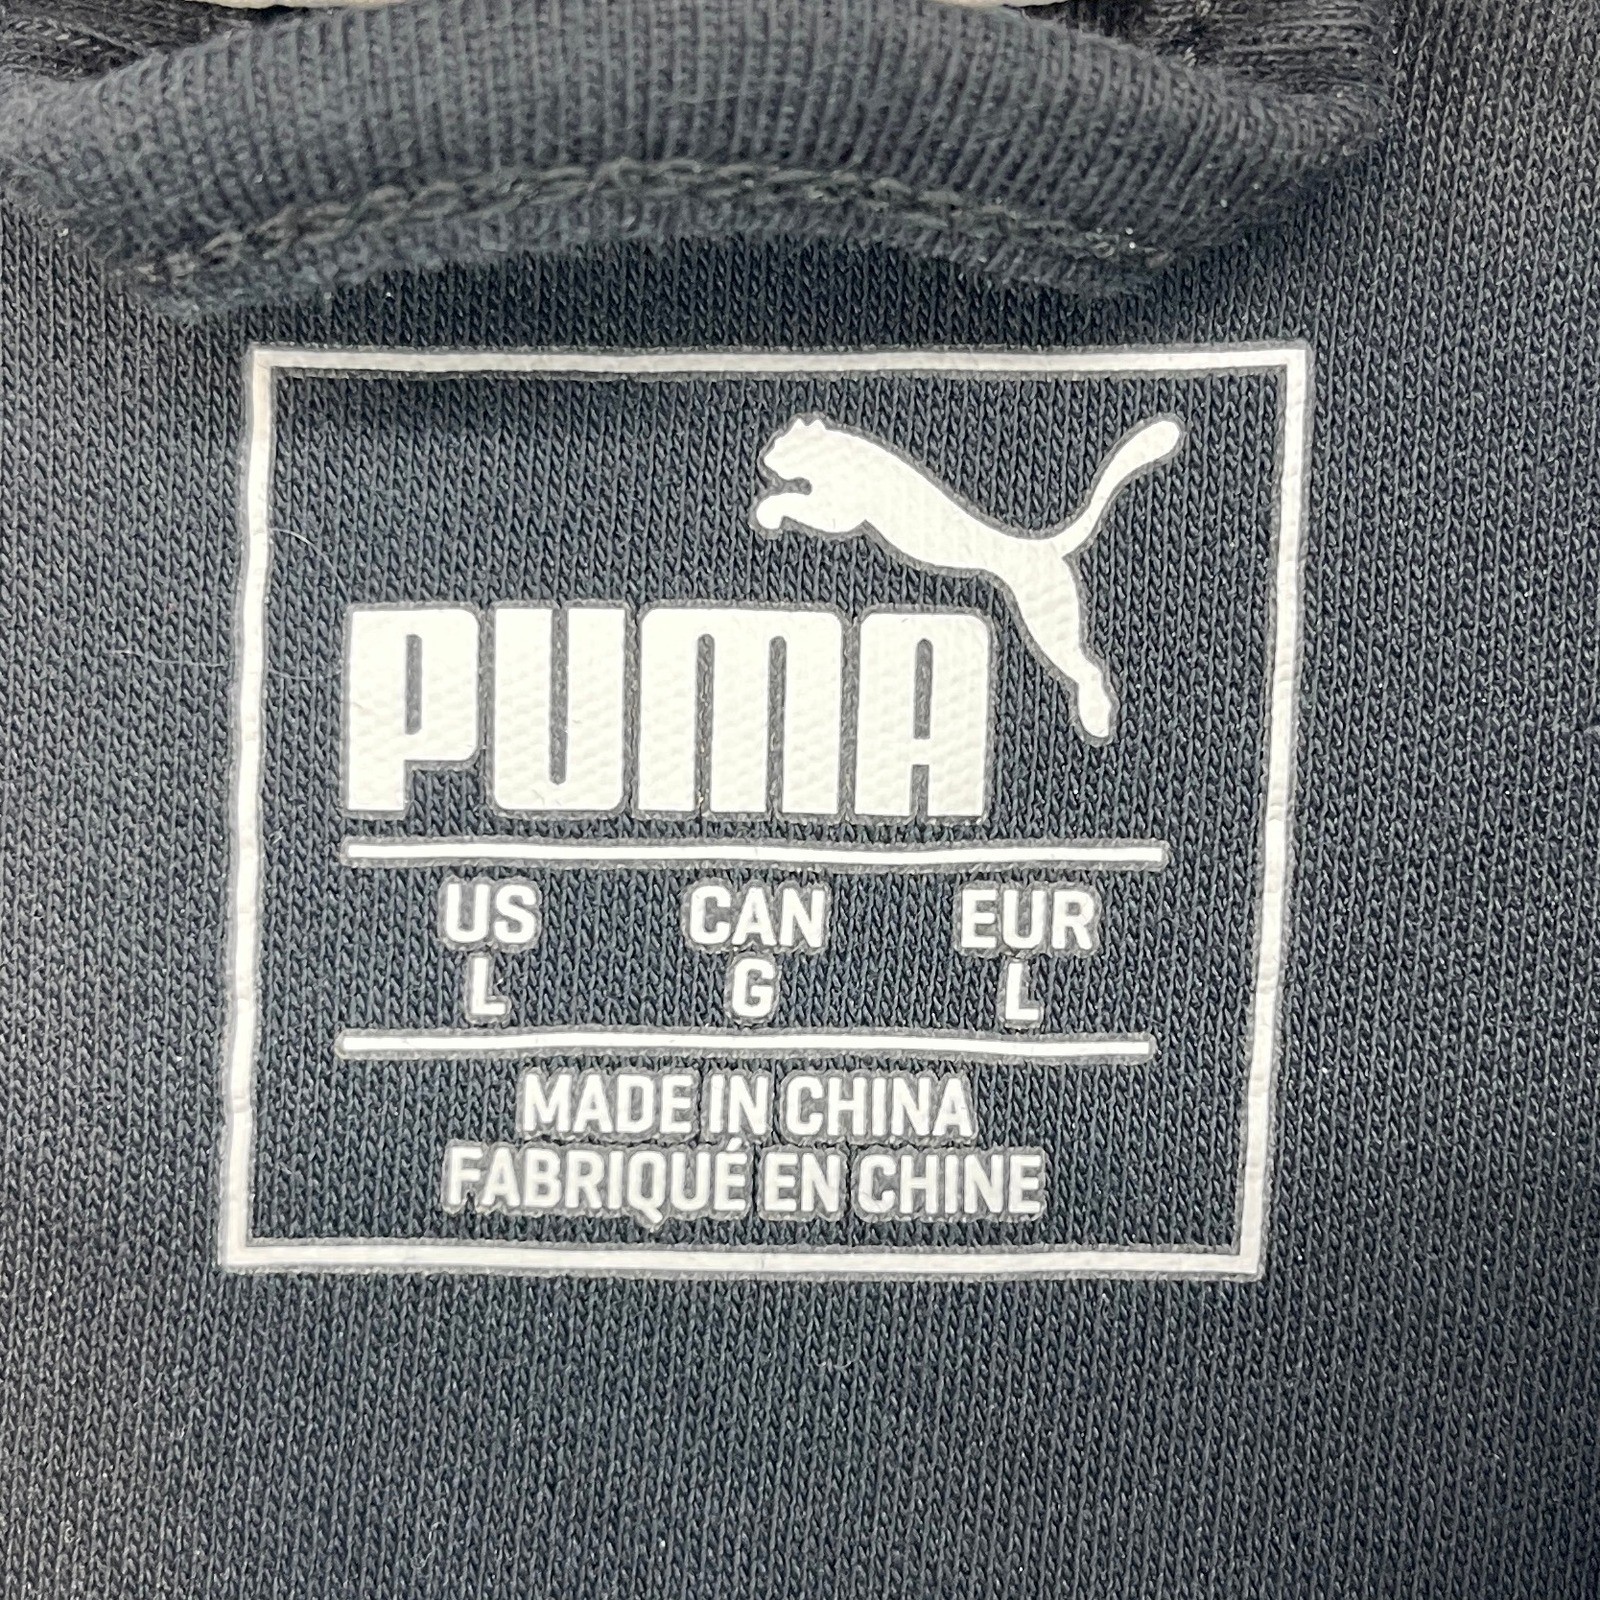 PUMA
US CAN EUR
L G L
MADE IN CHINA
FABRIQUÉ EN CHINE